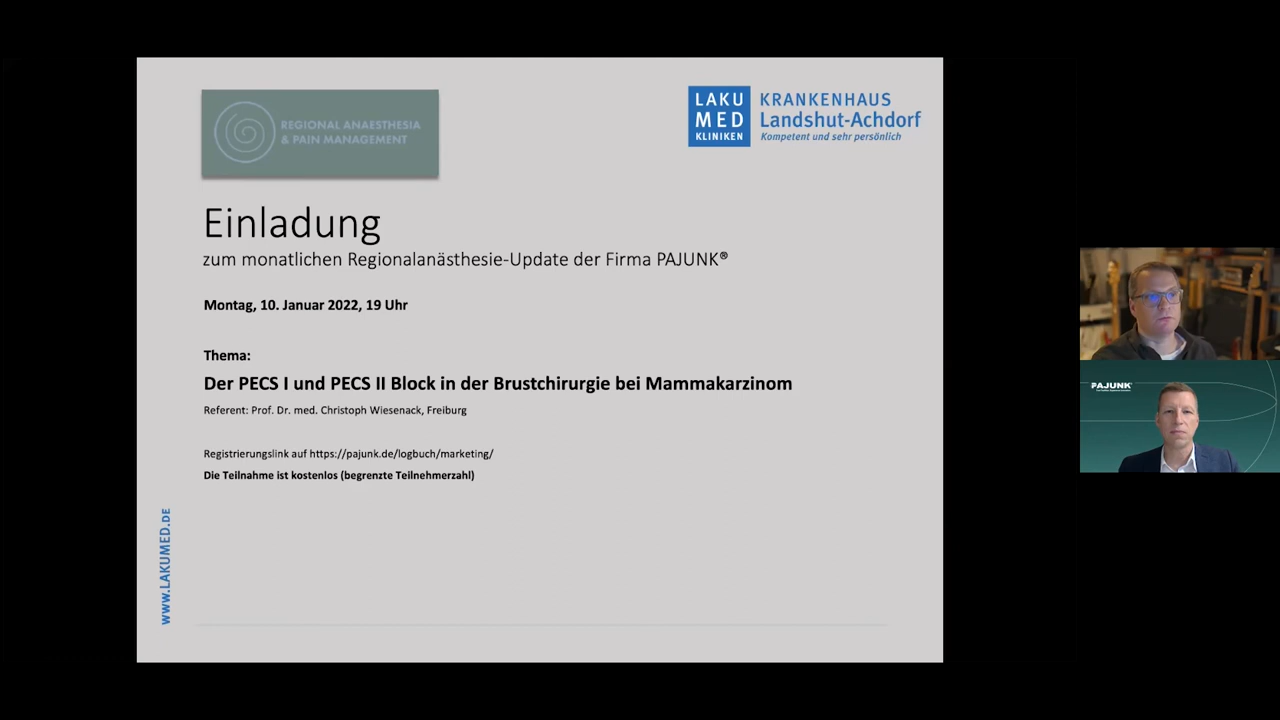 REGIONAL ANAESTHESIA
& PAIN MANAGEMENT
LAKU
MED
KLINIKEN
KRANKENHAUS
Landshut-Achdorf
Kompetent und sehr persönlich
Einladung
zum monatlichen Regionalanästhesie-Update der Firma PAJUNK®
Montag, 10. Januar 2022, 19 Uhr
Thema:
Der PECS I und PECS II Block in der Brustchirurgie bei Mammakarzinom
Referent: Prof. Dr. med. Christoph Wiesenack, Freiburg
Registrierungslink auf https://pajunk.de/logbuch/marketing/
Die Teilnahme ist kostenlos (begrenzte Teilnehmerzahl)
WWW.LAKUMED.DE
PAJUNK®